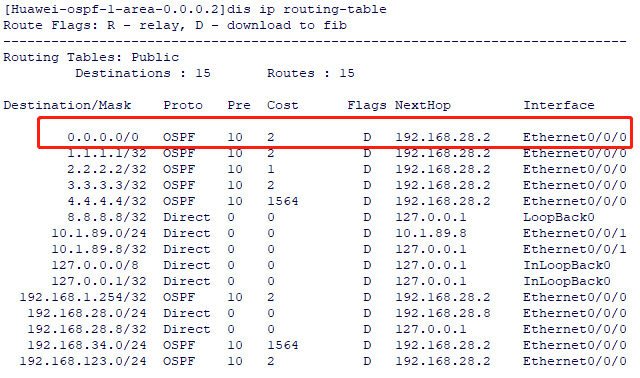 [Huawei-ospf-1-area-0.0.0.2]dis ip routing-table
Route Flags: R - relay, D - download to fib
------------------------------------------------------------------------------
Routing Tables: Public
         Destinations : 15       Routes : 15
Destination/Mask    Proto   Pre  Cost      Flags NextHop         Interface
0.0.0.0/0   OSPF    10   2           D   192.168.28.2    Ethernet0/0/0
1.1.1.1/32  OSPF    10   2           D   192.168.28.2    Ethernet0/0/0
2.2.2.2/32  OSPF    10   1           D   192.168.28.2    Ethernet0/0/0
3.3.3.3/32  OSPF    10   2           D   192.168.28.2    Ethernet0/0/0
4.4.4.4/32  OSPF    10   1564        D   192.168.28.2    Ethernet0/0/0
8.8.8.8/32  Direct  0    0           D   127.0.0.1       LoopBack0
10.1.89.0/24  Direct  0    0           D   10.1.89.8       Ethernet0/0/1
10.1.89.8/32  Direct  0    0           D   127.0.0.1       Ethernet0/0/1
127.0.0.0/8   Direct  0    0           D   127.0.0.1       InLoopBack0
127.0.0.1/32  Direct  0    0           D   127.0.0.1       InLoopBack0
192.168.1.254/32  OSPF    10   2           D   192.168.28.2    Ethernet0/0/0
192.168.28.0/24  Direct  0    0           D   192.168.28.8    Ethernet0/0/0
192.168.28.8/32  Direct  0    0           D   127.0.0.1       Ethernet0/0/0
192.168.34.0/24  OSPF    10   1564        D   192.168.28.2    Ethernet0/0/0
192.168.123.0/24  OSPF    10   2           D   192.168.28.2    Ethernet0/0/0